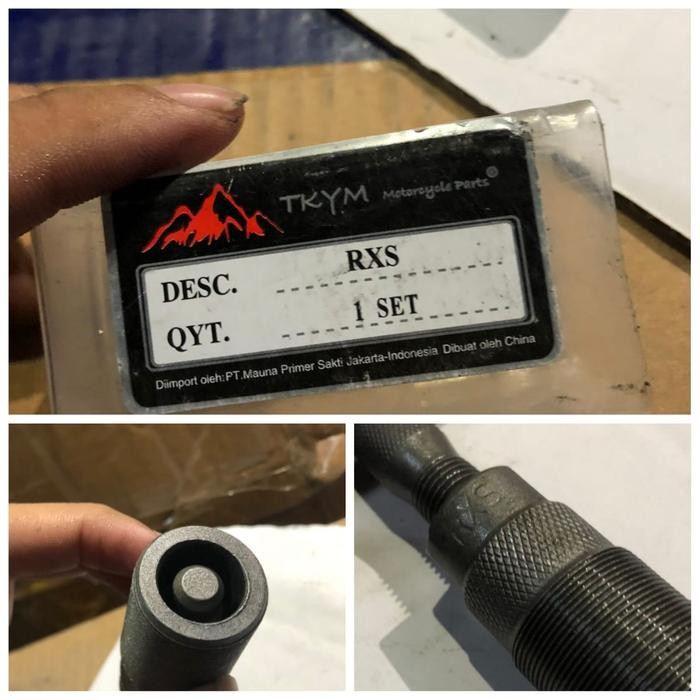 TKYM Motorcycle Parts®
DESC. RXS
QYT. 1 SET
Diimport oleh:PT.Mauna Primer Sakti Jakarta-Indonesia Dibuat oleh China
RXS